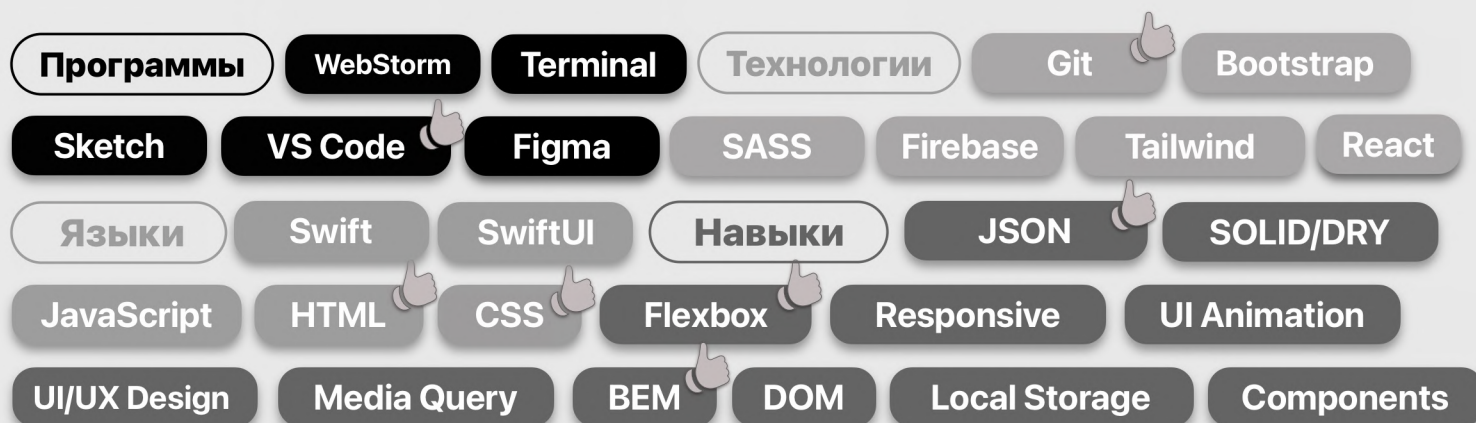 Программы WebStorm Terminal Технологии Git Bootstrap
Sketch VS Code Figma SASS Firebase Tailwind React
Языки Swift SwiftUI Навыки JSON SOLID/DRY
JavaScript HTML CSS Flexbox Responsive UI Animation
UI/UX Design Media Query BEM DOM Local Storage Components